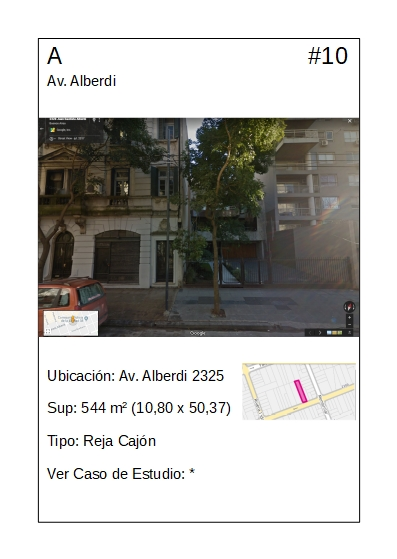 A #10
Av. Alberdi
Google
Ubicación: Av. Alberdi 2325
Sup: 544 m² (10,80 x 50,37)
Tipo: Reja Cajón
Ver Caso de Estudio: *